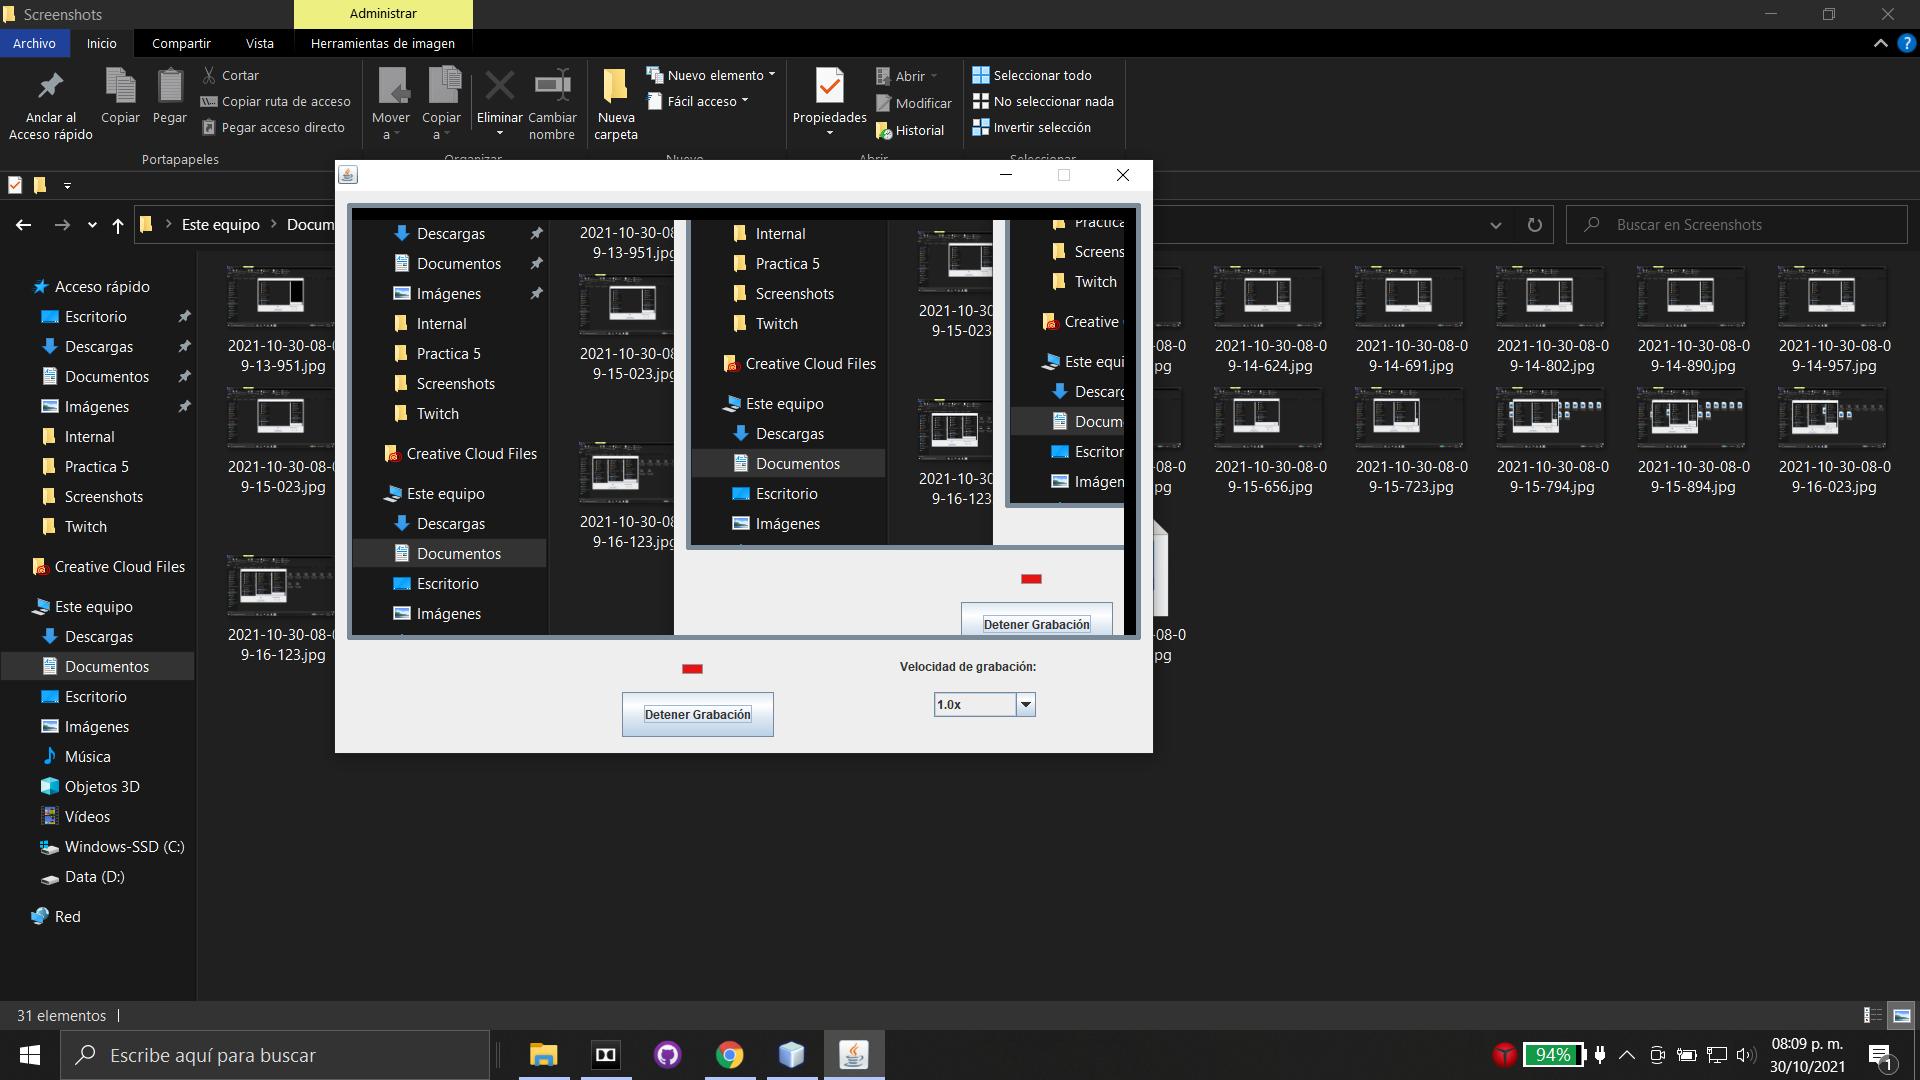 Screenshots
Administrar
Archivo
Inicio
Compartir
Vista
Herramientas de imagen
Anclar al
Acceso rápido
Copiar
Pegar
Cortar
Copiar ruta de acceso
Pegar acceso directo
Portapapeles
Mover
a
Copiar
a
Eliminar
Cambiar
nombre
Organizar
Nueva
carpeta
Nuevo elemento
Fácil acceso
Nuevo
Propiedades
Abrir
Modificar
Historial
Abrir
Seleccionar todo
No seleccionar nada
Invertir selección
Seleccionar
Este equipo
Docum
Buscar en Screenshots
Acceso rápido
Escritorio
Descargas
Documentos
Imágenes
Internal
Practica 5
Screenshots
Twitch
Creative Cloud Files
Este equipo
Descargas
Documentos
Escritorio
Imágenes
Música
Objetos 3D
Vídeos
Windows-SSD (C:)
Data (D:)
Red
2021-10-30-08-0
9-13-951.jpg
2021-10-30-08-0
9-15-023.jpg
2021-10-30-08-0
9-16-123.jpg
Descargas
Documentos
Imágenes
Internal
Practica 5
Screenshots
Twitch
Creative Cloud Files
Este equipo
Descargas
Documentos
Escritorio
Imágenes
2021-10-30-08
9-13-951.jpg
2021-10-30-08
9-15-023.jpg
2021-10-30-08
9-16-123.jpg
Internal
Practica 5
Screenshots
Twitch
Creative Cloud Files
Este equipo
Descargas
Documentos
Escritorio
Imágenes
2021-10-30
9-15-023
2021-10-30
9-16-123
Practica
Screens
Twitch
Creative
Este equi
Descarg
Docum
Escritor
Imágen
Detener Grabación
Detener Grabación
Velocidad de grabación:
1.0x
08-0
pg
2021-10-30-08-0
9-14-624.jpg
2021-10-30-08-0
9-14-691.jpg
2021-10-30-08-0
9-14-802.jpg
2021-10-30-08-0
9-14-890.jpg
2021-10-30-08-0
9-14-957.jpg
08-0
pg
2021-10-30-08-0
9-15-656.jpg
2021-10-30-08-0
9-15-723.jpg
2021-10-30-08-0
9-15-794.jpg
2021-10-30-08-0
9-15-894.jpg
2021-10-30-08-0
9-16-023.jpg
-08-0
pg
31 elementos
Escribe aquí para buscar
94%
08:09 p. m.
30/10/2021
1